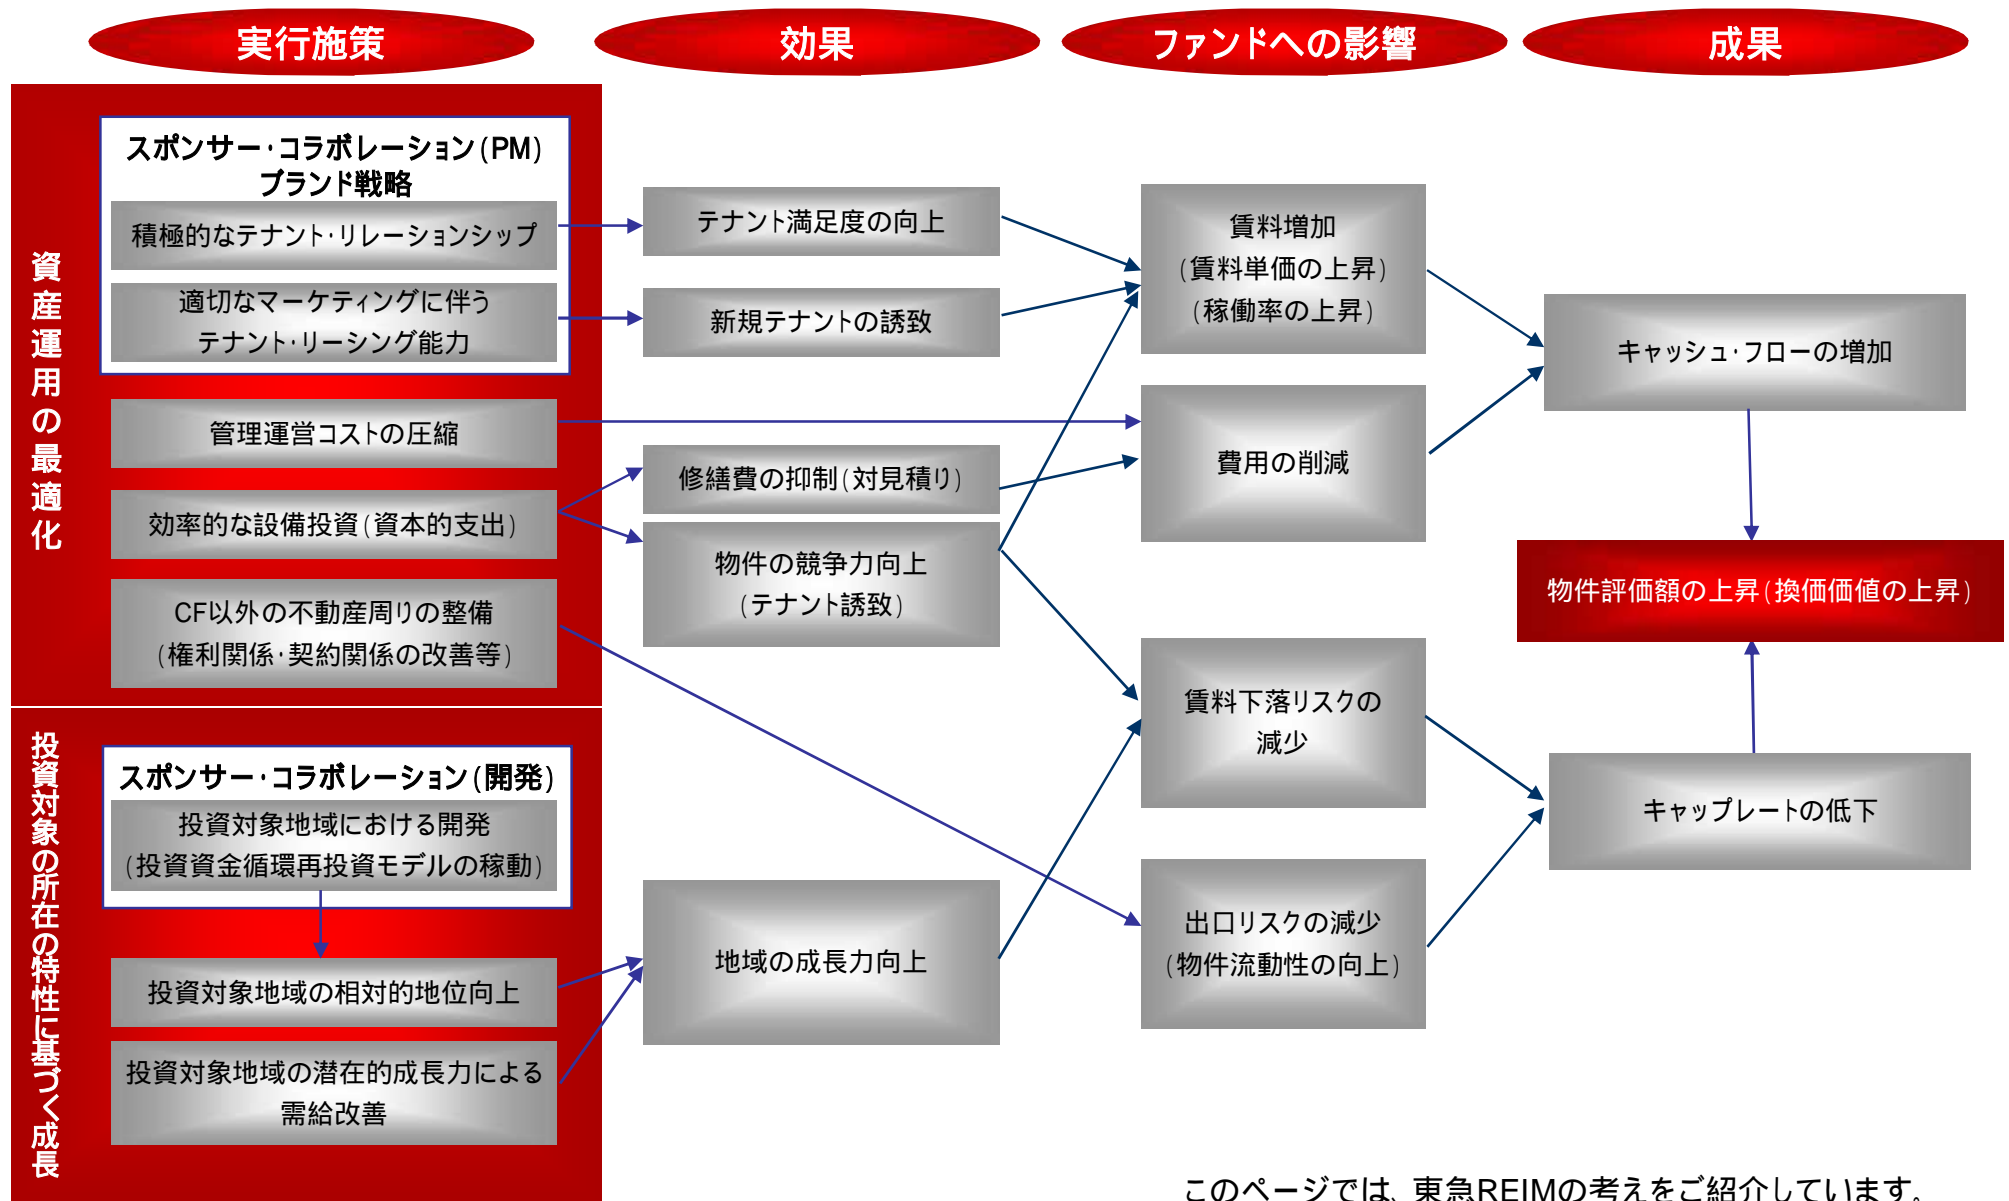 実行施策
効果
ファンドへの影響
成果
資産運用の最適化
スポンサー・コラボレーション(PM)
ブランド戦略
積極的なテナント・リレーションシップ
適切なマーケティングに伴う
テナント・リーシング能力
管理運営コストの圧縮
効率的な設備投資(資本的支出)
CF以外の不動産周りの整備
(権利関係・契約関係の改善等)
投資対象の所在の特性に基づく成長
スポンサー・コラボレーション(開発)
投資対象地域における開発
(投資資金循環再投資モデルの稼動)
投資対象地域の相対的地位向上
投資対象地域の潜在的成長力による
需給改善
テナント満足度の向上
新規テナントの誘致
修繕費の抑制(対見積り)
物件の競争力向上
(テナント誘致)
地域の成長力向上
賃料増加
(賃料単価の上昇)
(稼働率の上昇)
費用の削減
賃料下落リスクの
減少
出口リスクの減少
(物件流動性の向上)
キャッシュ・フローの増加
物件評価額の上昇(換価価値の上昇)
キャップレートの低下
このページでは、東急REIMの考えをご紹介しています。